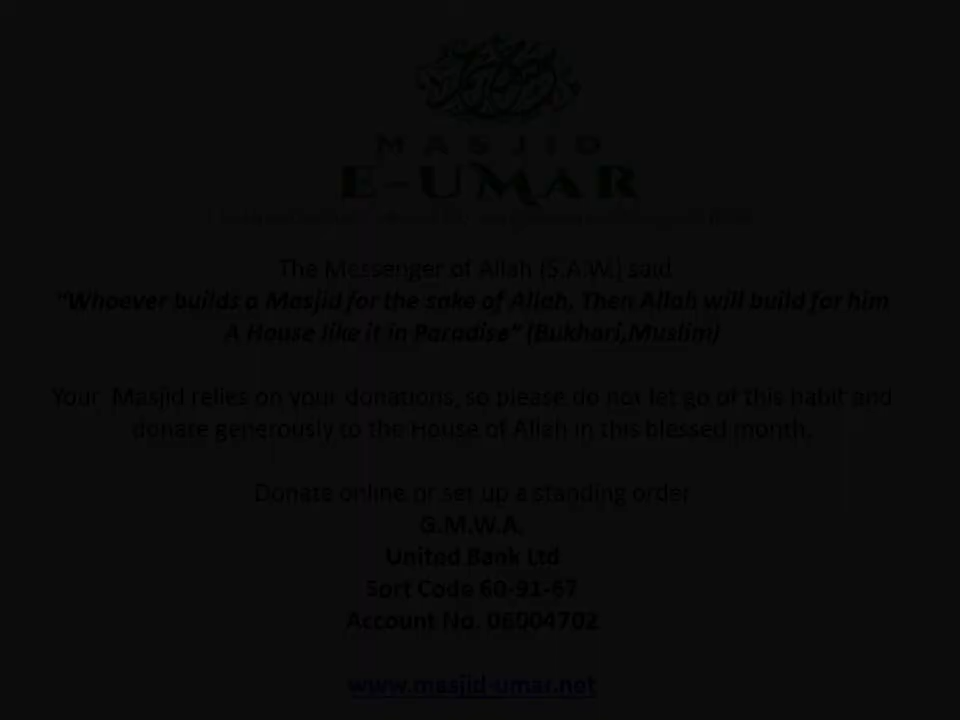 MASJID
E-UMAR
The Messenger of Allah (S.A.W.) said
"Whoever builds a Masjid for the sake of Allah, Then Allah will build for him
A House like it in Paradise" (Bukhari,Muslim)
Your Masjid relies on your donations, so please do not let go of this habit and
donate generously to the House of Allah in this blessed month.
Donate online or set up a standing order
G.M.W.A.
United Bank Ltd
Sort Code 60-91-67
Account No. 06004702
www.masjid-umar.net